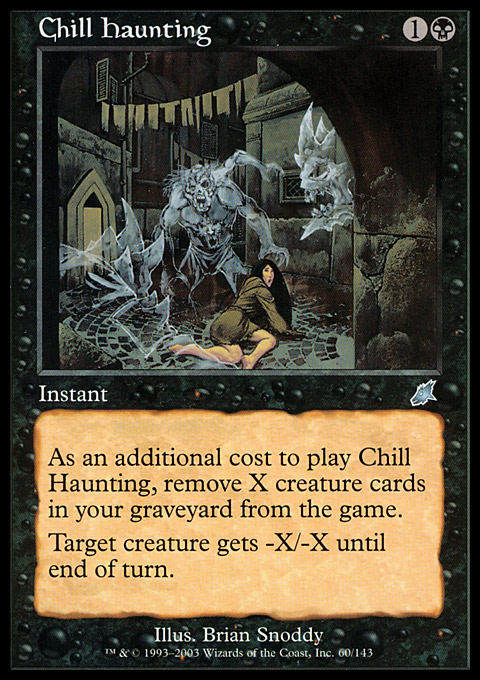 Chill Haunting 1
Instant
As an additional cost to play Chill
Haunting, remove X creature cards
in your graveyard from the game.
Target creature gets -X/-X until
end of turn.
Illus. Brian Snoddy
™ & © 1993–2003 Wizards of the Coast, Inc. 60/143